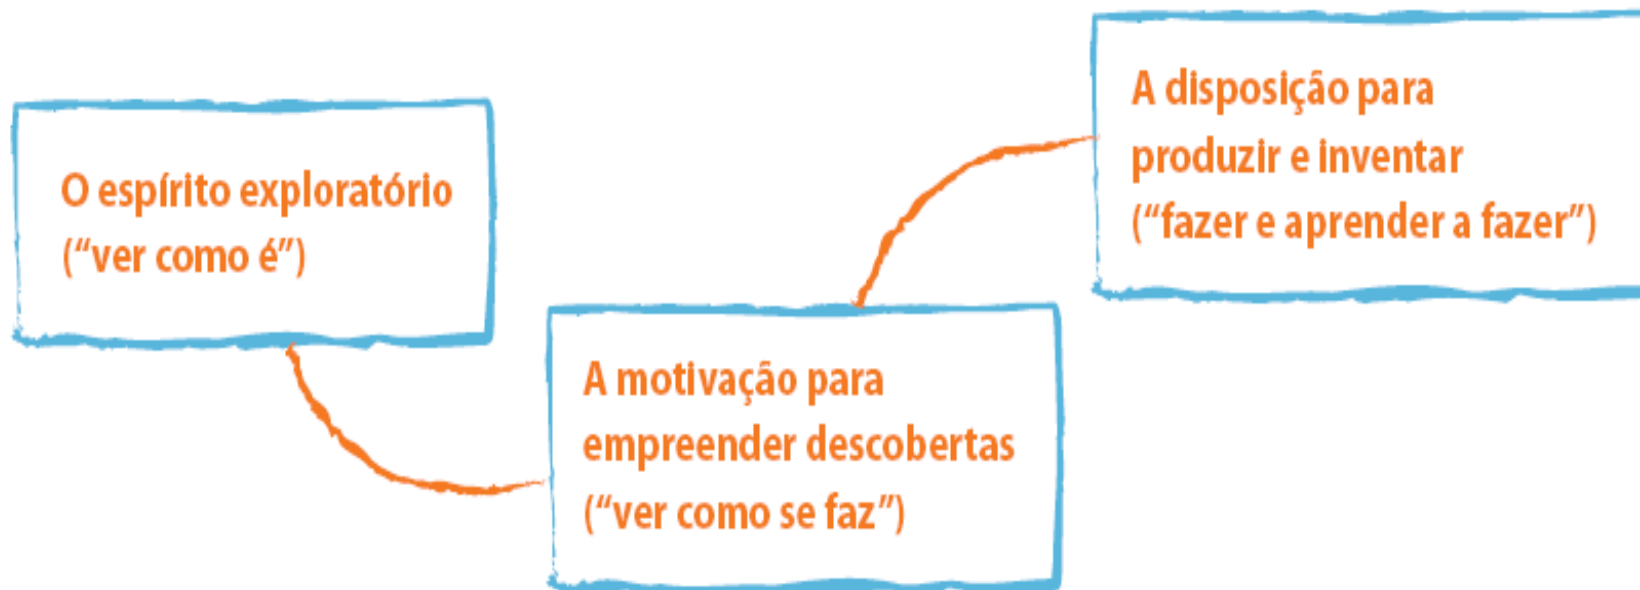 O espírito exploratório
(“ver como é”)
A motivação para
empreender descobertas
(“ver como se faz”)
A disposição para
produzir e inventar
(“fazer e aprender a fazer”)